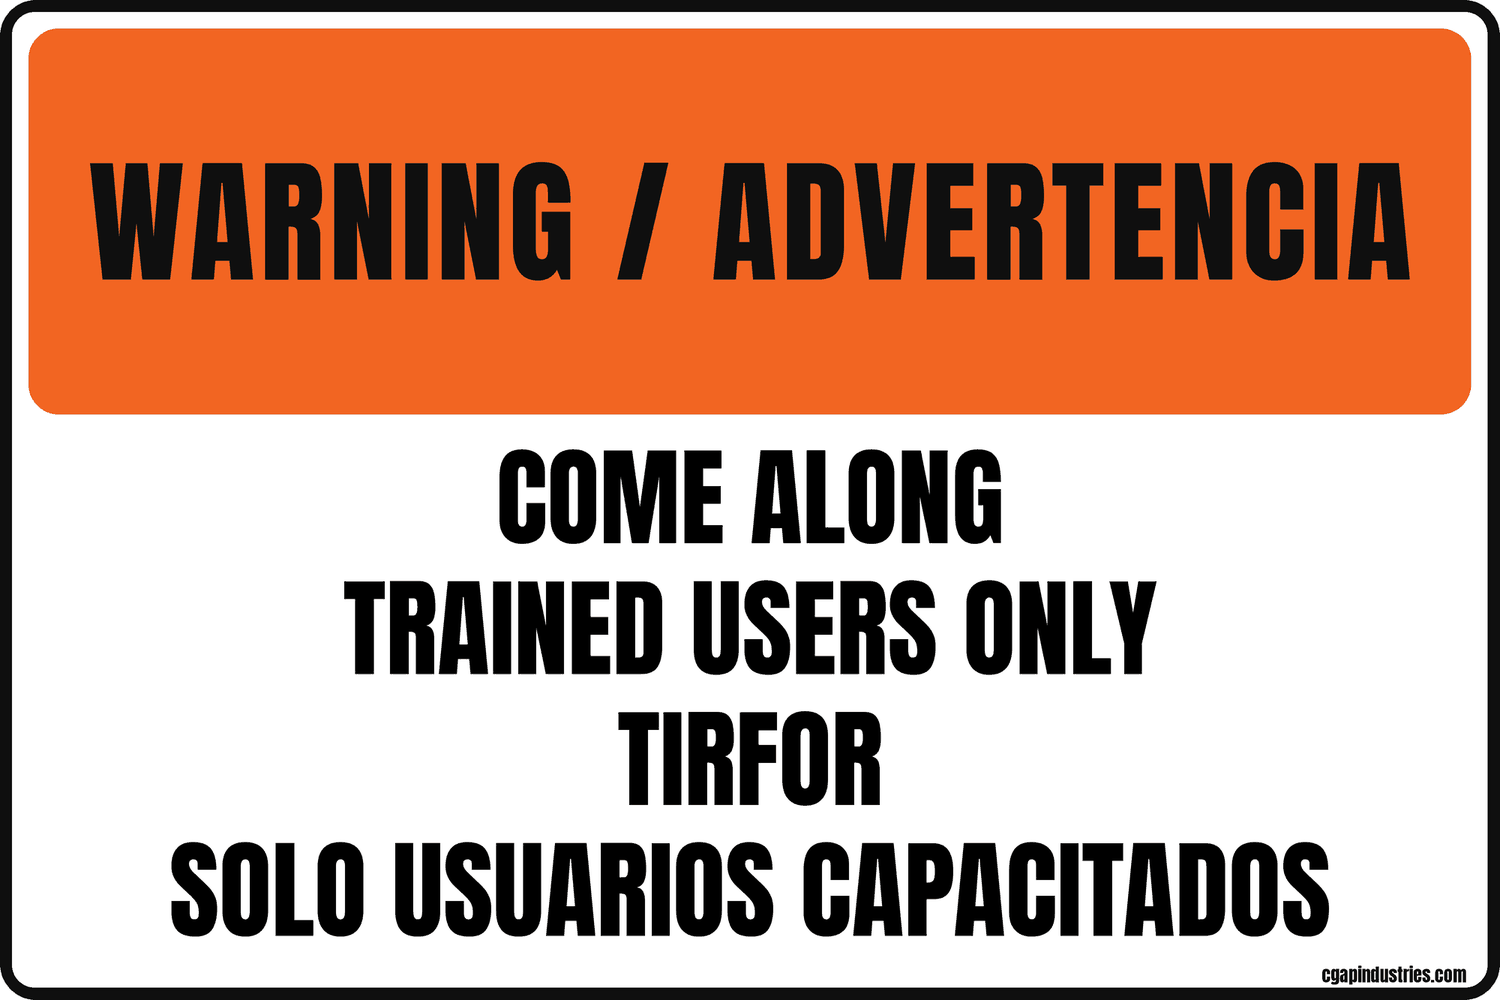 WARNING / ADVERTENCIA
COME ALONG
TRAINED USERS ONLY
TIRFOR
SOLO USUARIOS CAPACITADOS
cgapindustries.com